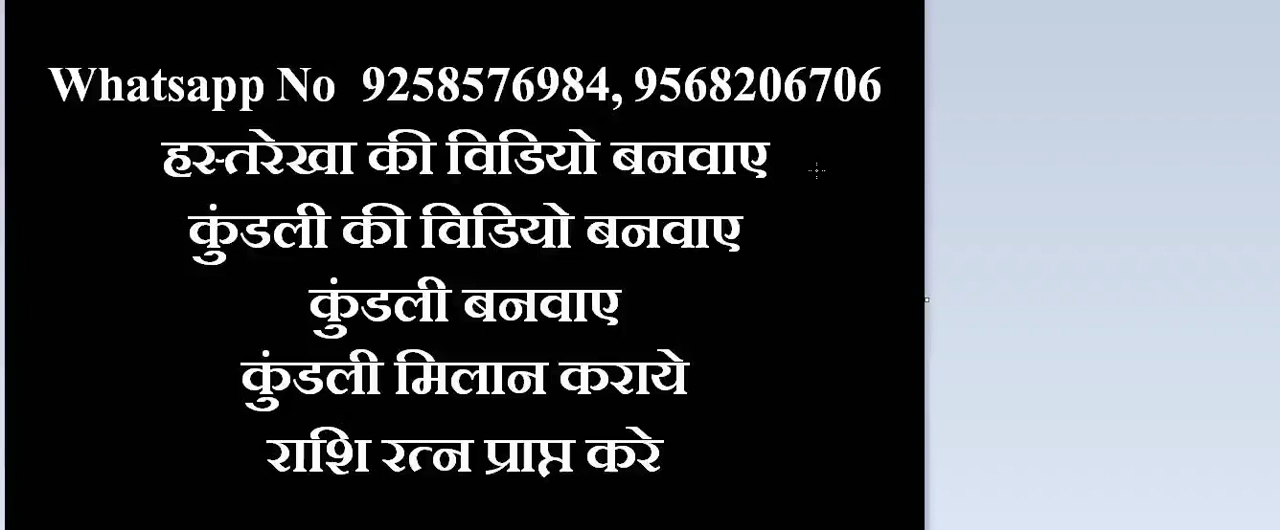 Whatsapp No 9258576984, 9568206706
हस्तरेखा की विडियो बनवाए
कुंडली की विडियो बनवाए
कुंडली बनवाए
कुंडली मिलान कराये
राशि रत्न प्राप्त करे